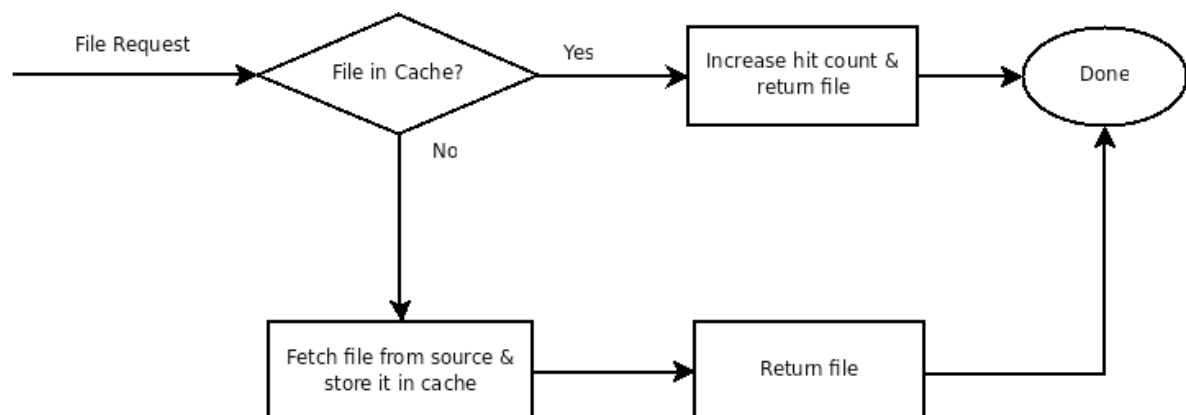 File Request
File in Cache?
Yes
Increase hit count &
return file
Done
No
Fetch file from source &
store it in cache
Return file